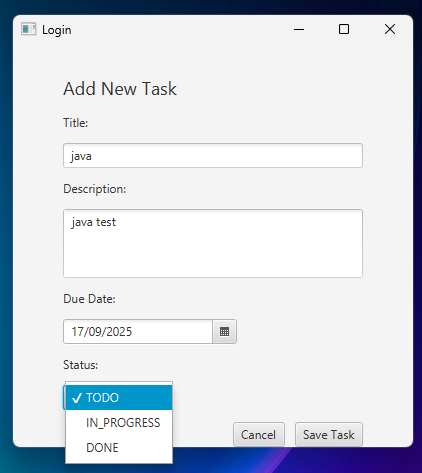 Login
Add New Task
Title:
java
Description:
java test
Due Date:
17/09/2025
Status:
TODO
IN_PROGRESS
DONE
Cancel Save Task